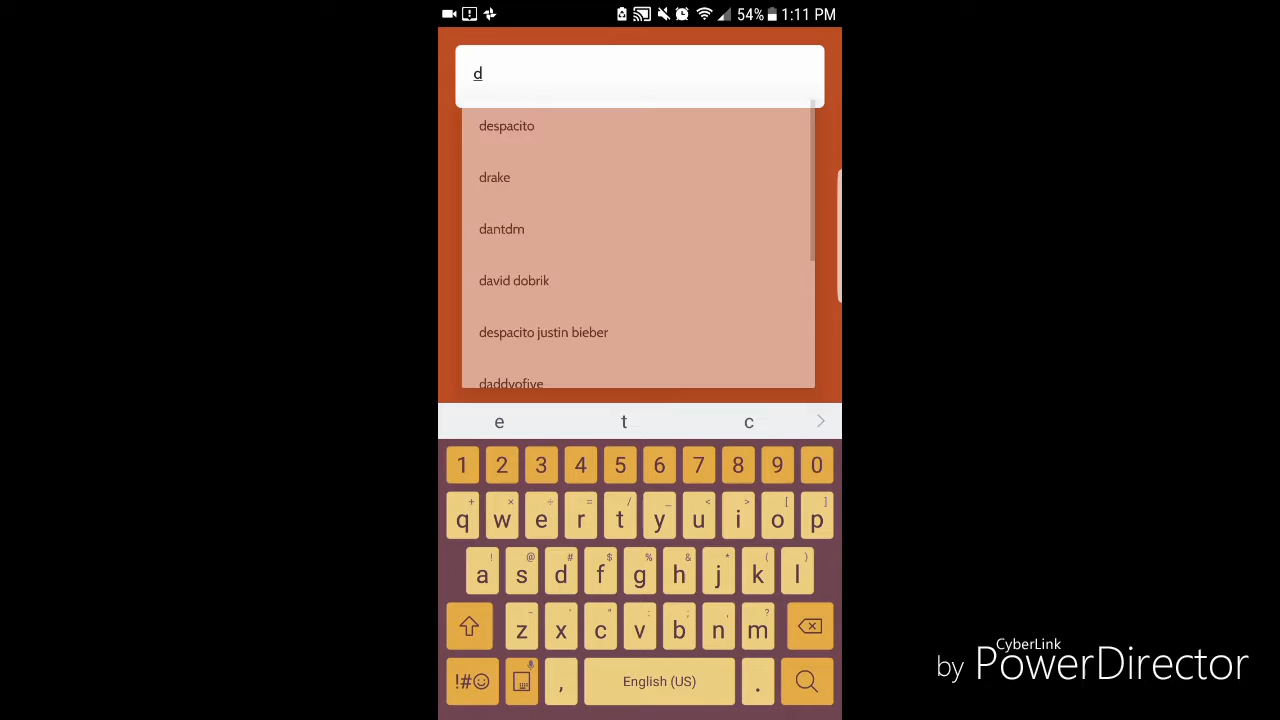 54% 1:11 PM
d
despacito
drake
dantdm
david dobrik
despacito justin bieber
daddyofive
e t c
1 2 3 4 5 6 7 8 9 0
+ × ÷ = / _ < > [ ]
q w e r t y u i o p
! @ # $ % & * ( )
a s d f g h j k l
- ' " : ; , ?
z x c v b n m
!#☺ , English (US) .
CyberLink
by PowerDirector